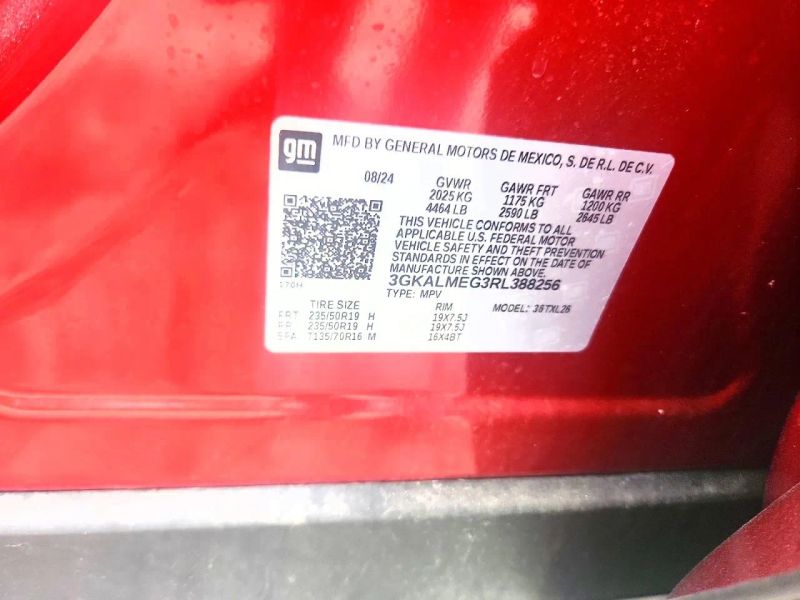 gm
MFD BY GENERAL MOTORS DE MEXICO, S. DE R.L. DE C.V.
08/24 GVWR GAWR FRT GAWR RR
2025 KG 1175 KG 1200 KG
4464 LB 2590 LB 2645 LB
THIS VEHICLE CONFORMS TO ALL
APPLICABLE U.S. FEDERAL MOTOR
VEHICLE SAFETY AND THEFT PREVENTION
STANDARDS IN EFFECT ON THE DATE OF
MANUFACTURE SHOWN ABOVE.
3GKALMEG3RL388256
TYPE: MPV MODEL: 36TXL26
TIRE SIZE RIM
FRT 235/50R19 H 19X7.5J
RR 235/50R19 H 19X7.5J
SPA T135/70R16 M 16X4BT